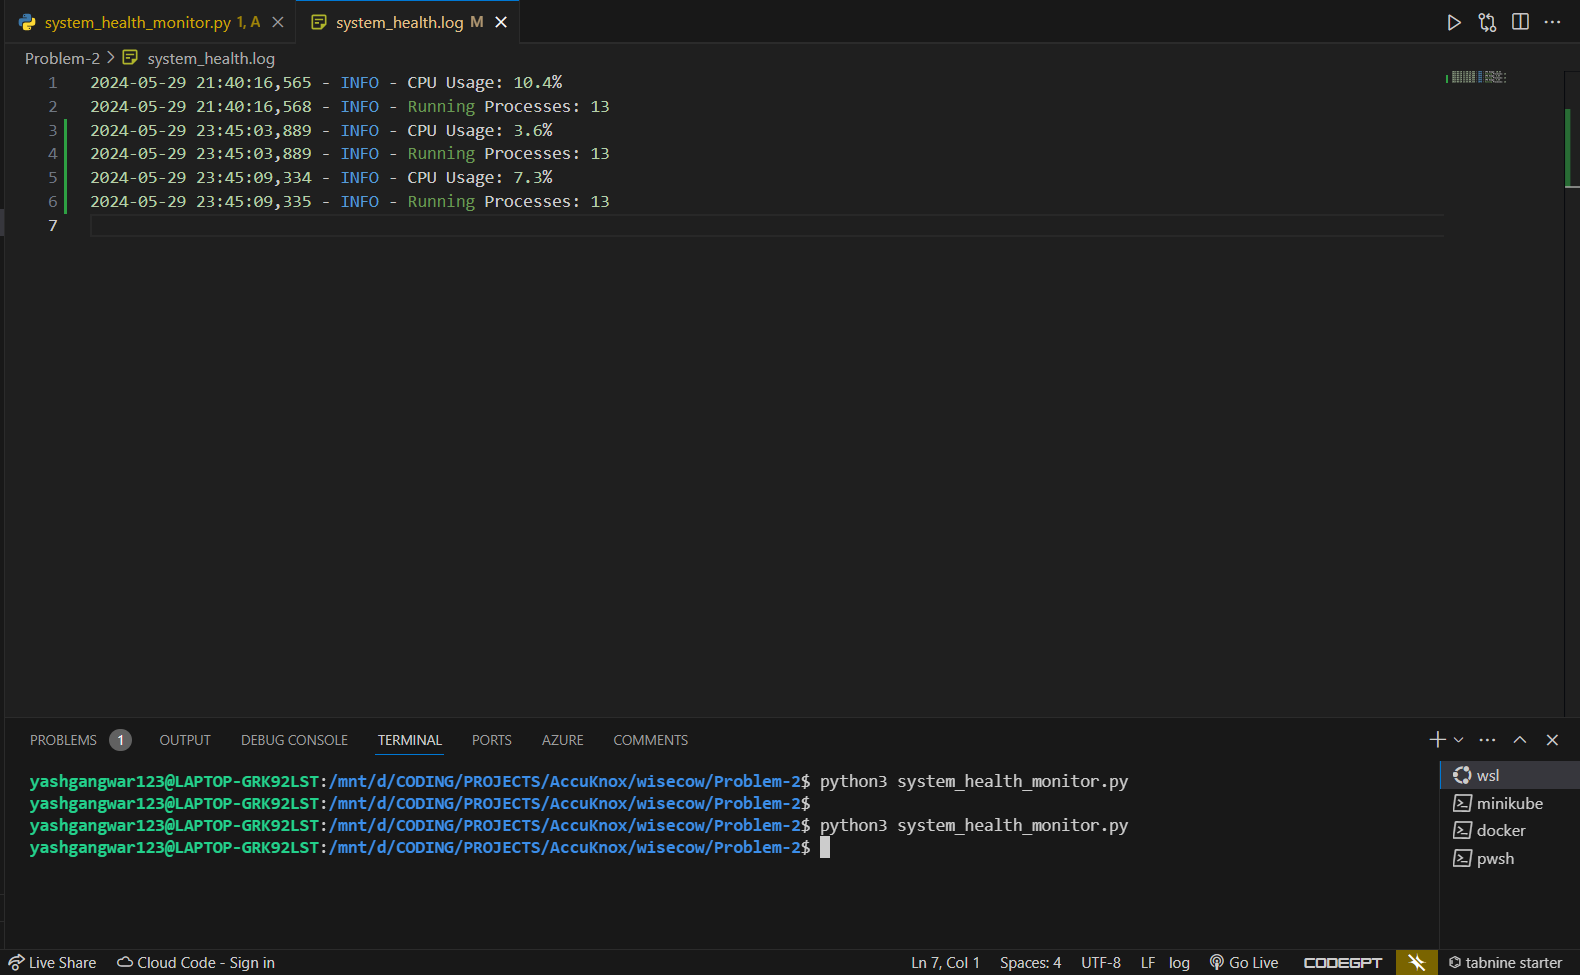 system_health_monitor.py 1, A
system_health.log M
Problem-2 > system_health.log
1 2024-05-29 21:40:16,565 - INFO - CPU Usage: 10.4%
2 2024-05-29 21:40:16,568 - INFO - Running Processes: 13
3 2024-05-29 23:45:03,889 - INFO - CPU Usage: 3.6%
4 2024-05-29 23:45:03,889 - INFO - Running Processes: 13
5 2024-05-29 23:45:09,334 - INFO - CPU Usage: 7.3%
6 2024-05-29 23:45:09,335 - INFO - Running Processes: 13
7
PROBLEMS 1 OUTPUT DEBUG CONSOLE TERMINAL PORTS AZURE COMMENTS
yashgangwar123@LAPTOP-GRK92LST:/mnt/d/CODING/PROJECTS/AccuKnox/wisecow/Problem-2$ python3 system_health_monitor.py
yashgangwar123@LAPTOP-GRK92LST:/mnt/d/CODING/PROJECTS/AccuKnox/wisecow/Problem-2$
yashgangwar123@LAPTOP-GRK92LST:/mnt/d/CODING/PROJECTS/AccuKnox/wisecow/Problem-2$ python3 system_health_monitor.py
yashgangwar123@LAPTOP-GRK92LST:/mnt/d/CODING/PROJECTS/AccuKnox/wisecow/Problem-2$
wsl
minikube
docker
pwsh
Live Share Cloud Code - Sign in Ln 7, Col 1 Spaces: 4 UTF-8 LF log Go Live CODEGPT tabnine starter